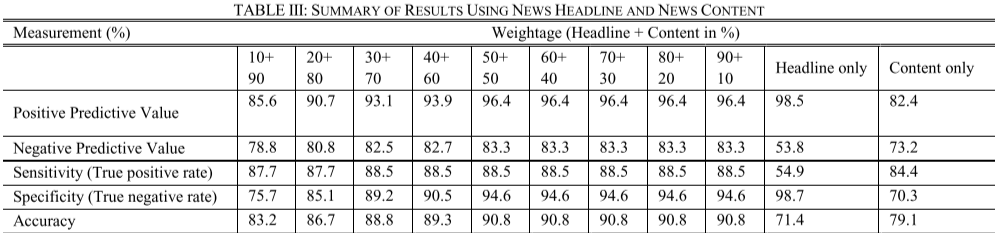 TABLE III: SUMMARY OF RESULTS USING NEWS HEADLINE AND NEWS CONTENT
Measurement (%) Weightage (Headline + Content in %)
10+ 20+ 30+ 40+ 50+ 60+ 70+ 80+ 90+ Headline only Content only
90 80 70 60 50 40 30 20 10
Positive Predictive Value 85.6 90.7 93.1 93.9 96.4 96.4 96.4 96.4 96.4 98.5 82.4
Negative Predictive Value 78.8 80.8 82.5 82.7 83.3 83.3 83.3 83.3 83.3 53.8 73.2
Sensitivity (True positive rate) 87.7 87.7 88.5 88.5 88.5 88.5 88.5 88.5 88.5 54.9 84.4
Specificity (True negative rate) 75.7 85.1 89.2 90.5 94.6 94.6 94.6 94.6 94.6 98.7 70.3
Accuracy 83.2 86.7 88.8 89.3 90.8 90.8 90.8 90.8 90.8 71.4 79.1